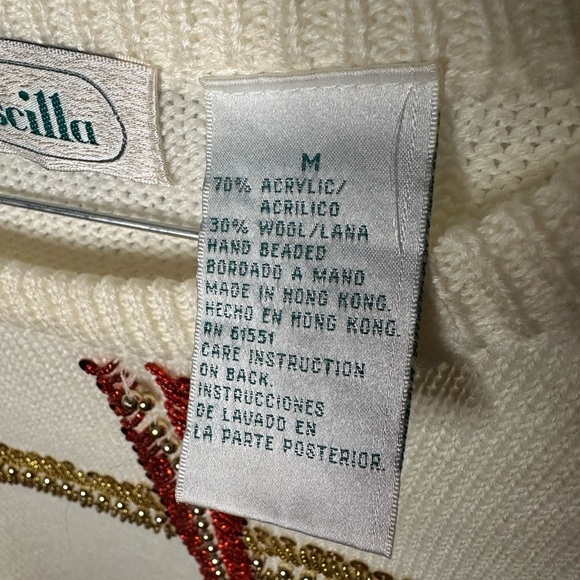 scilla
M
70% ACRYLIC/
ACRILICO
30% WOOL/LANA
HAND BEADED
BORDADO A MANO
MADE IN HONG KONG.
HECHO EN HONG KONG.
RN 61551
CARE INSTRUCTION
ON BACK.
INSTRUCCIONES
DE LAVADO EN
LA PARTE POSTERIOR.